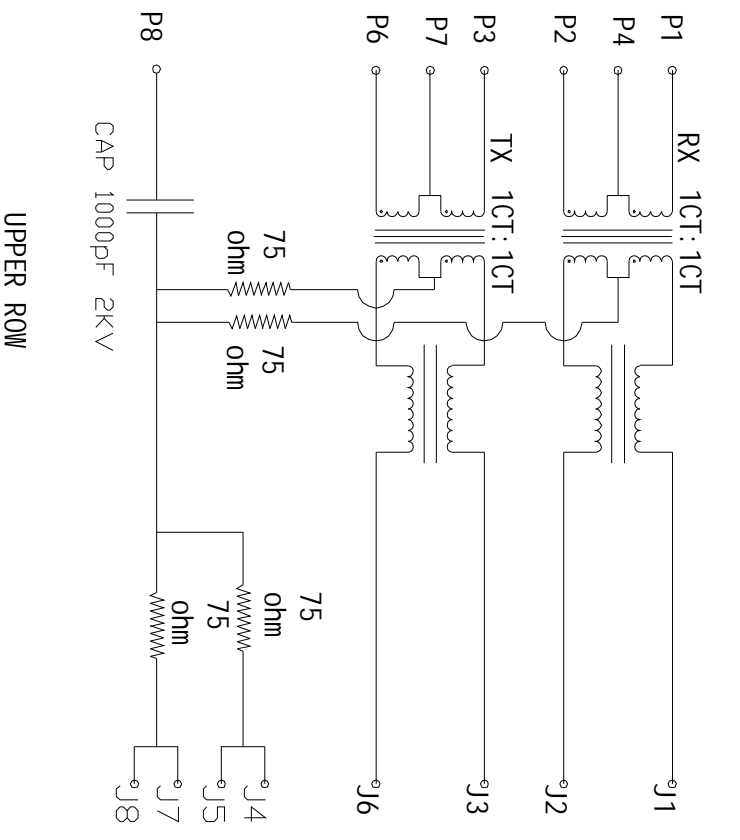 P1
P4
P2
P3
P7
P6
P8
RX 1CT:1CT
TX 1CT:1CT
CAP 1000pF 2KV
75
ohm
75
ohm
75
ohm
75
ohm
J1
J2
J3
J6
J4
J5
J7
J8
UPPER ROW